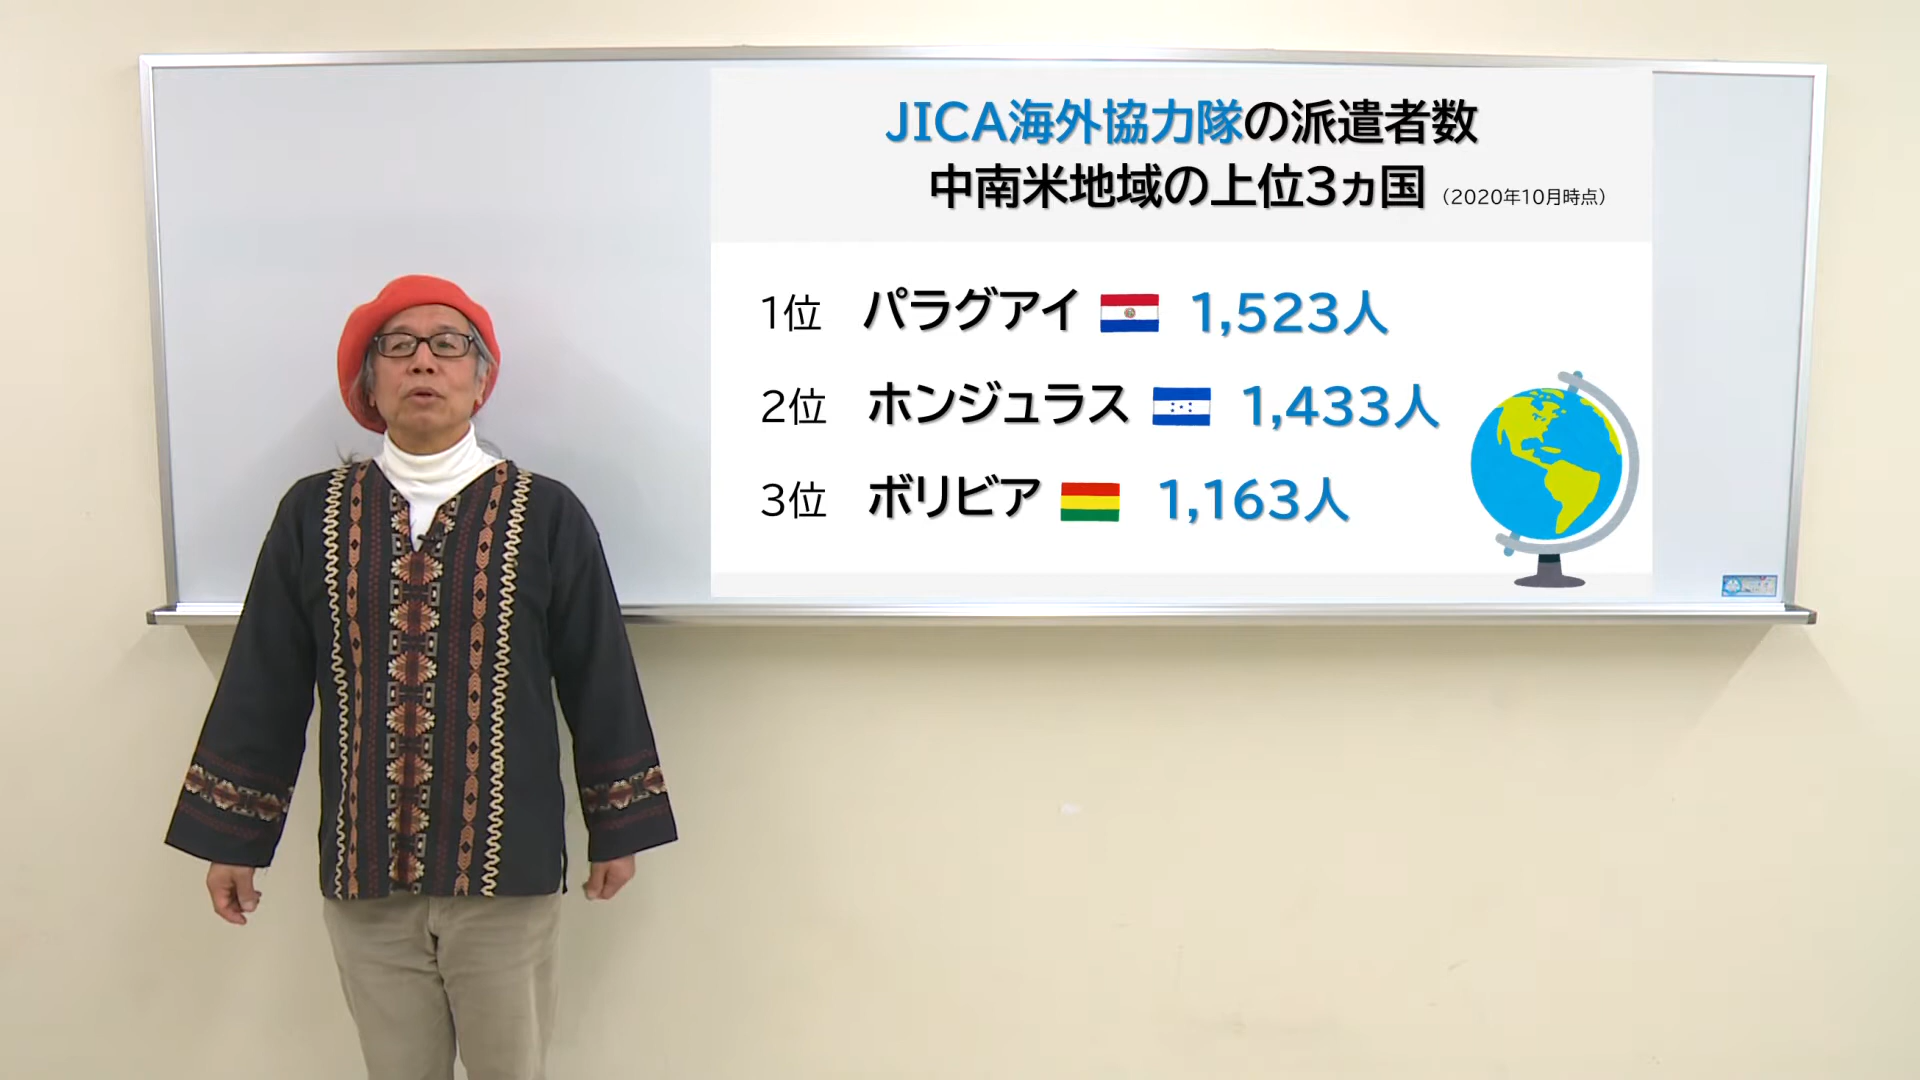 JICA海外協力隊の派遣者数
中南米地域の上位3ヵ国 (2020年10月時点)
1位 パラグアイ 1,523人
2位 ホンジュラス 1,433人
3位 ボリビア 1,163人